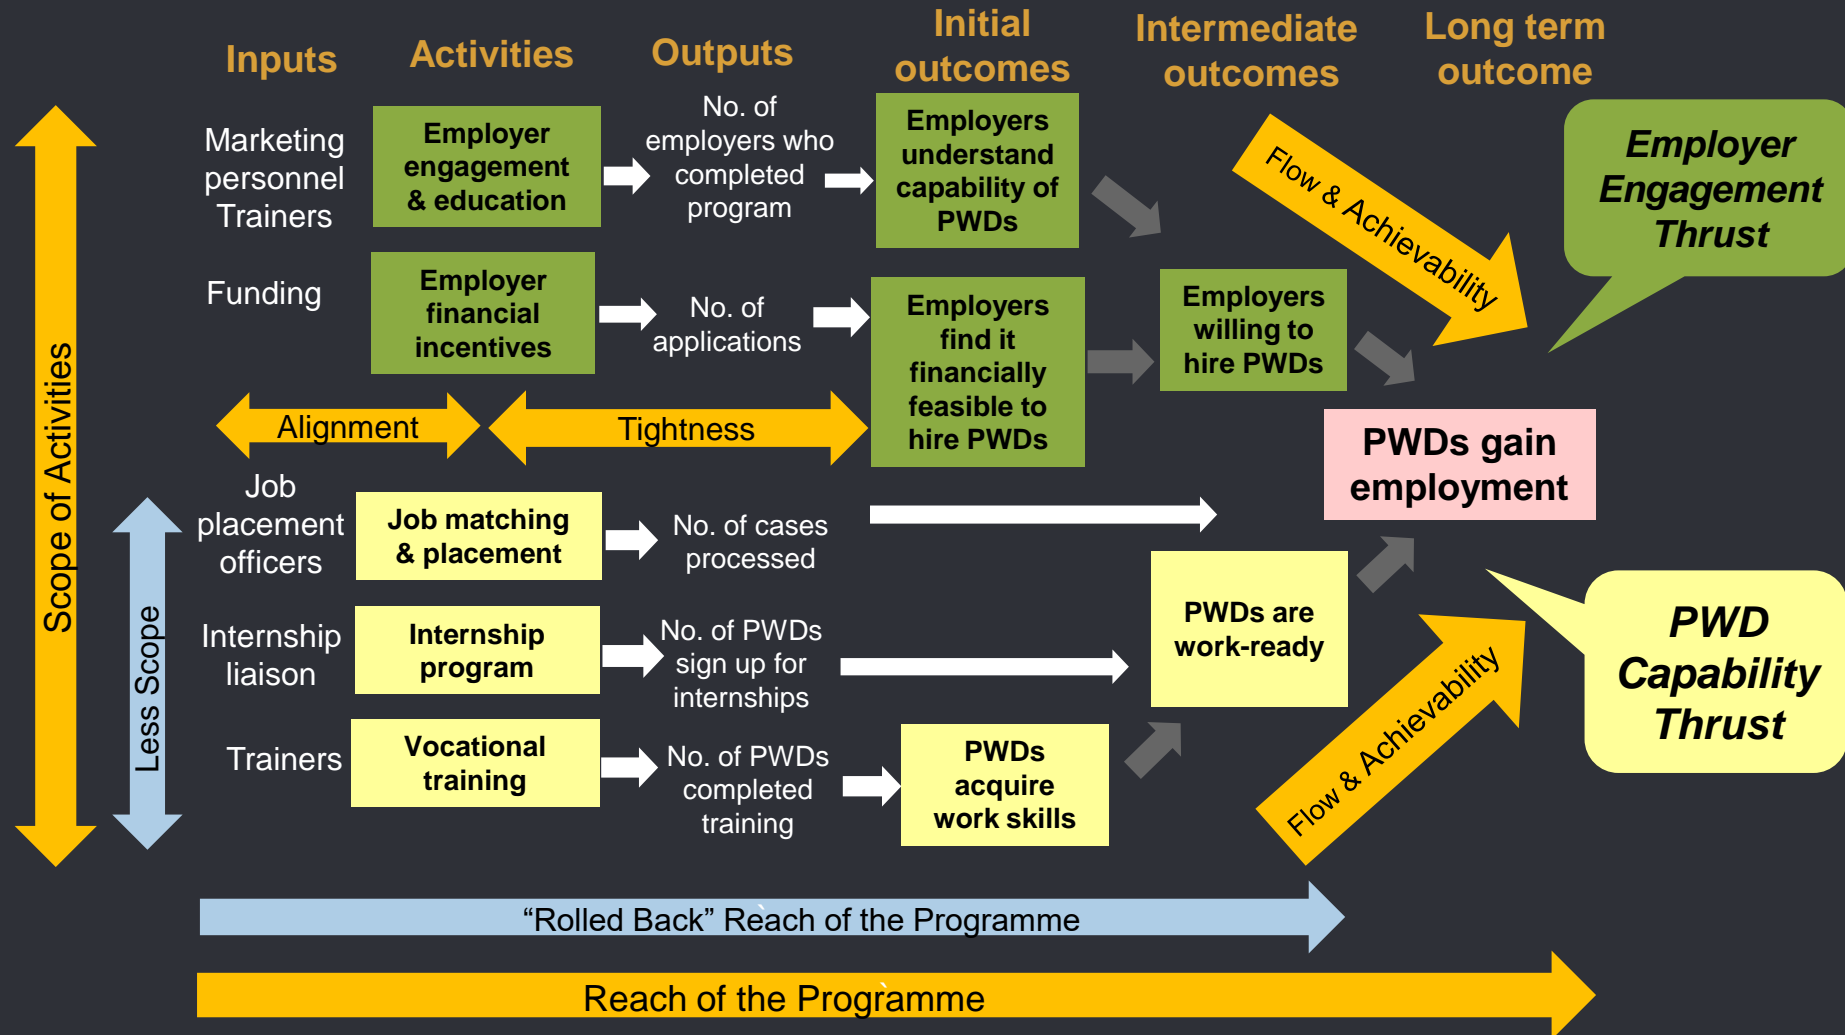 Inputs
Activities
Outputs
Initial
outcomes
Intermediate
outcomes
Long term
outcome
Marketing
personnel
Trainers
Employer
engagement
& education
No. of
employers who
completed
program
Employers
understand
capability of
PWDs
Flow & Achievability
Employer
Engagement
Thrust
Funding
Employer
financial
incentives
No. of
applications
Employers
find it
financially
feasible to
hire PWDs
Employers
willing to
hire PWDs
Alignment
Tightness
PWDs gain
employment
Scope of Activities
Less Scope
Job
placement
officers
Job matching
& placement
No. of cases
processed
Internship
liaison
Internship
program
No. of PWDs
sign up for
internships
PWDs are
work-ready
Flow & Achievability
PWD
Capability
Thrust
Trainers
Vocational
training
No. of PWDs
completed
training
PWDs
acquire
work skills
“Rolled Back” Reach of the Programme
Reach of the Programme